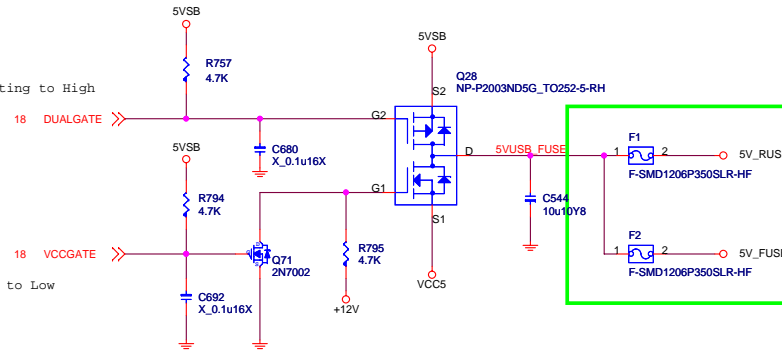 5VSB
R757
4.7K
ting to High
18 DUALGATE
C680
X_0.1u16X
5VSB
R794
4.7K
18 VCCGATE
Q71
2N7002
to Low
C692
X_0.1u16X
R795
4.7K
+12V
5VSB
S2
Q28
NP-P2003ND5G_TO252-5-RH
G2
D
G1
S1
VCC5
5VUSB_FUSE
C544
10u10Y8
F1
1 2
5V_RUS
F-SMD1206P350SLR-HF
F2
1 2
5V_FUS
F-SMD1206P350SLR-HF